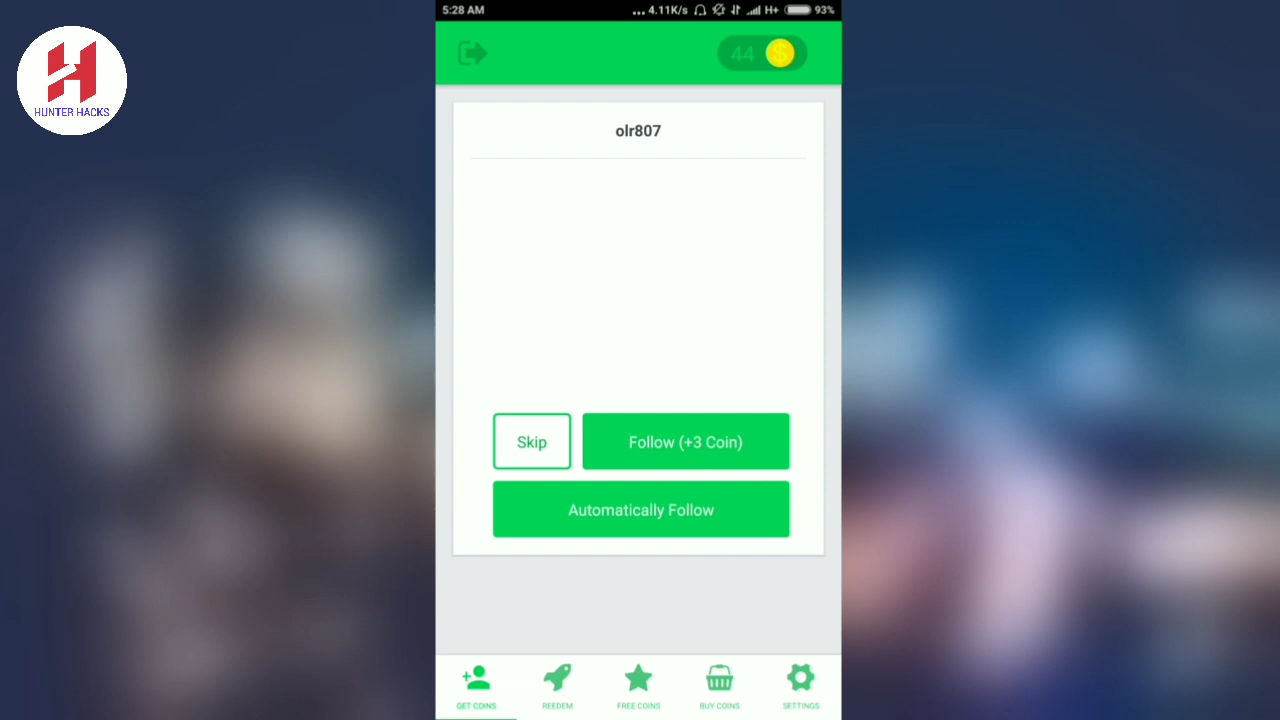 5:28 AM
... 4.11K/s H+ 93%
HUNTER HACKS
44
olr807
Skip
Follow (+3 Coin)
Automatically Follow
GET COINS
REEDEM
FREE COINS
BUY COINS
SETTINGS